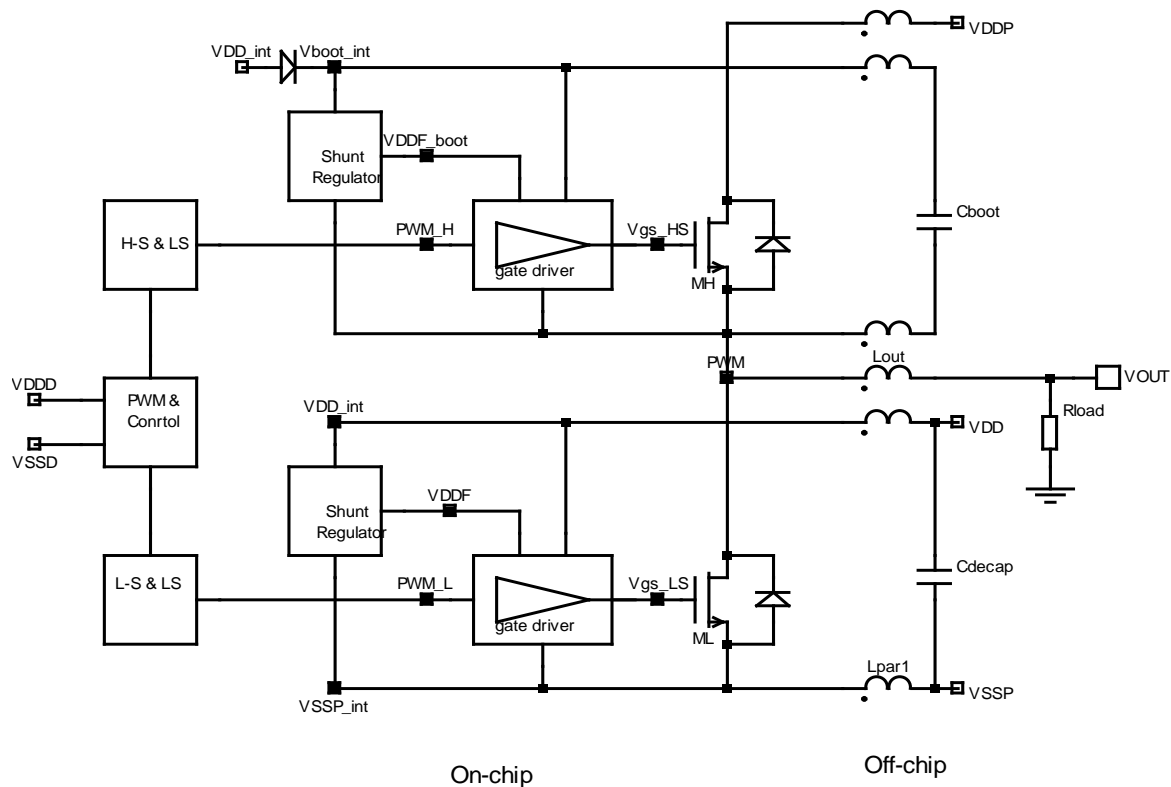 VDDP
VDD_int
Vboot_int
Shunt
Regulator
VDDF_boot
Cboot
H-S & LS
PWM_H
gate driver
Vgs_HS
MH
PWM
Lout
VOUT
Rload
VDDD
VSSD
PWM &
Conrtol
VDD_int
VDD
Shunt
Regulator
VDDF
Cdecap
L-S & LS
PWM_L
gate driver
Vgs_LS
ML
Lpar1
VSSP_int
VSSP
On-chip
Off-chip